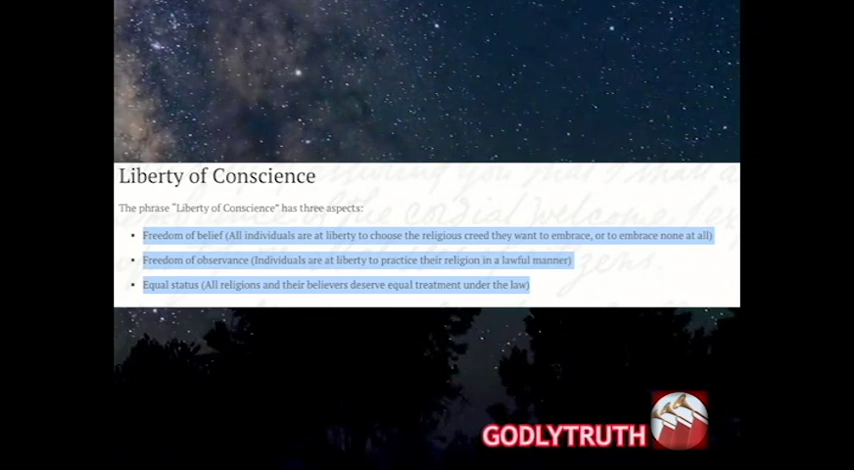 Liberty of Conscience
The phrase “Liberty of Conscience” has three aspects:
• Freedom of belief (All individuals are at liberty to choose the religious creed they want to embrace, or to embrace none at all)
• Freedom of observance (Individuals are at liberty to practice their religion in a lawful manner)
• Equal status (All religions and their believers deserve equal treatment under the law)
GODLYTRUTH